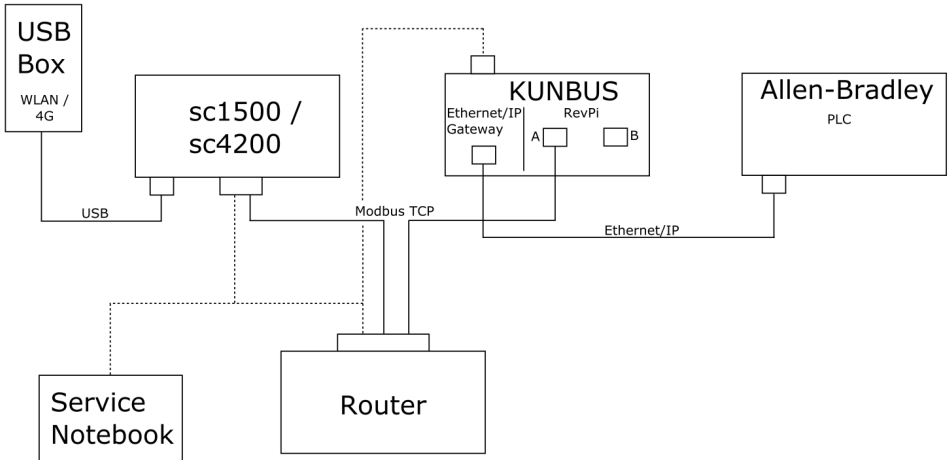 USB
Box
WLAN /
4G
sc1500 /
sc4200
KUNBUS
Ethernet/IP
Gateway
RevPi
A
B
Allen-Bradley
PLC
USB
Modbus TCP
Ethernet/IP
Service
Notebook
Router